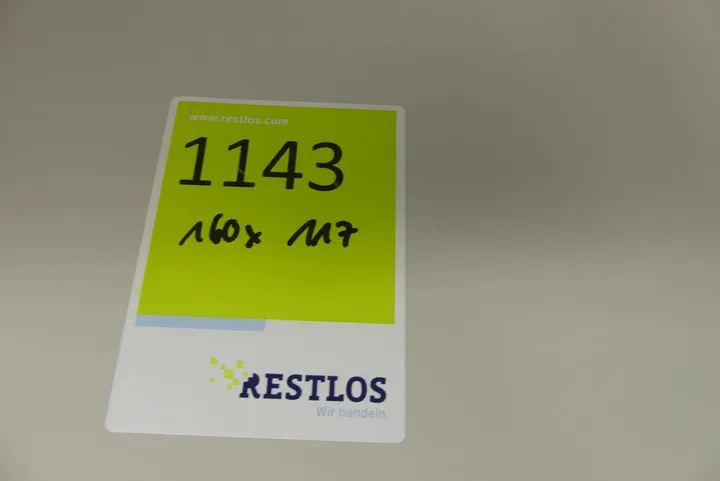 www.restlos.com
1143
160x 117
RESTLOS
Wir handeln.